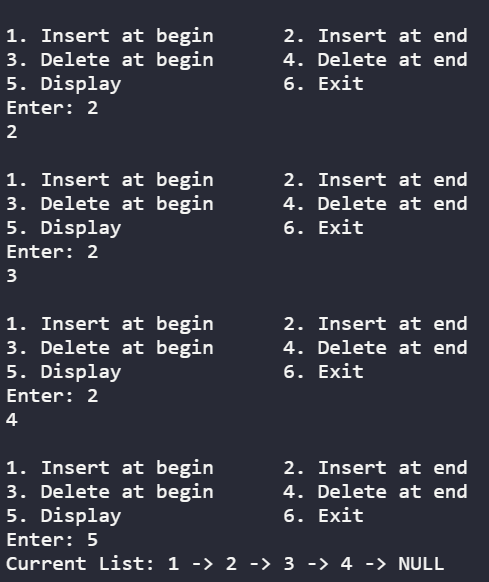 1. Insert at begin      2. Insert at end
3. Delete at begin      4. Delete at end
5. Display              6. Exit
Enter: 2
2
1. Insert at begin      2. Insert at end
3. Delete at begin      4. Delete at end
5. Display              6. Exit
Enter: 2
3
1. Insert at begin      2. Insert at end
3. Delete at begin      4. Delete at end
5. Display              6. Exit
Enter: 2
4
1. Insert at begin      2. Insert at end
3. Delete at begin      4. Delete at end
5. Display              6. Exit
Enter: 5
Current List: 1 -> 2 -> 3 -> 4 -> NULL